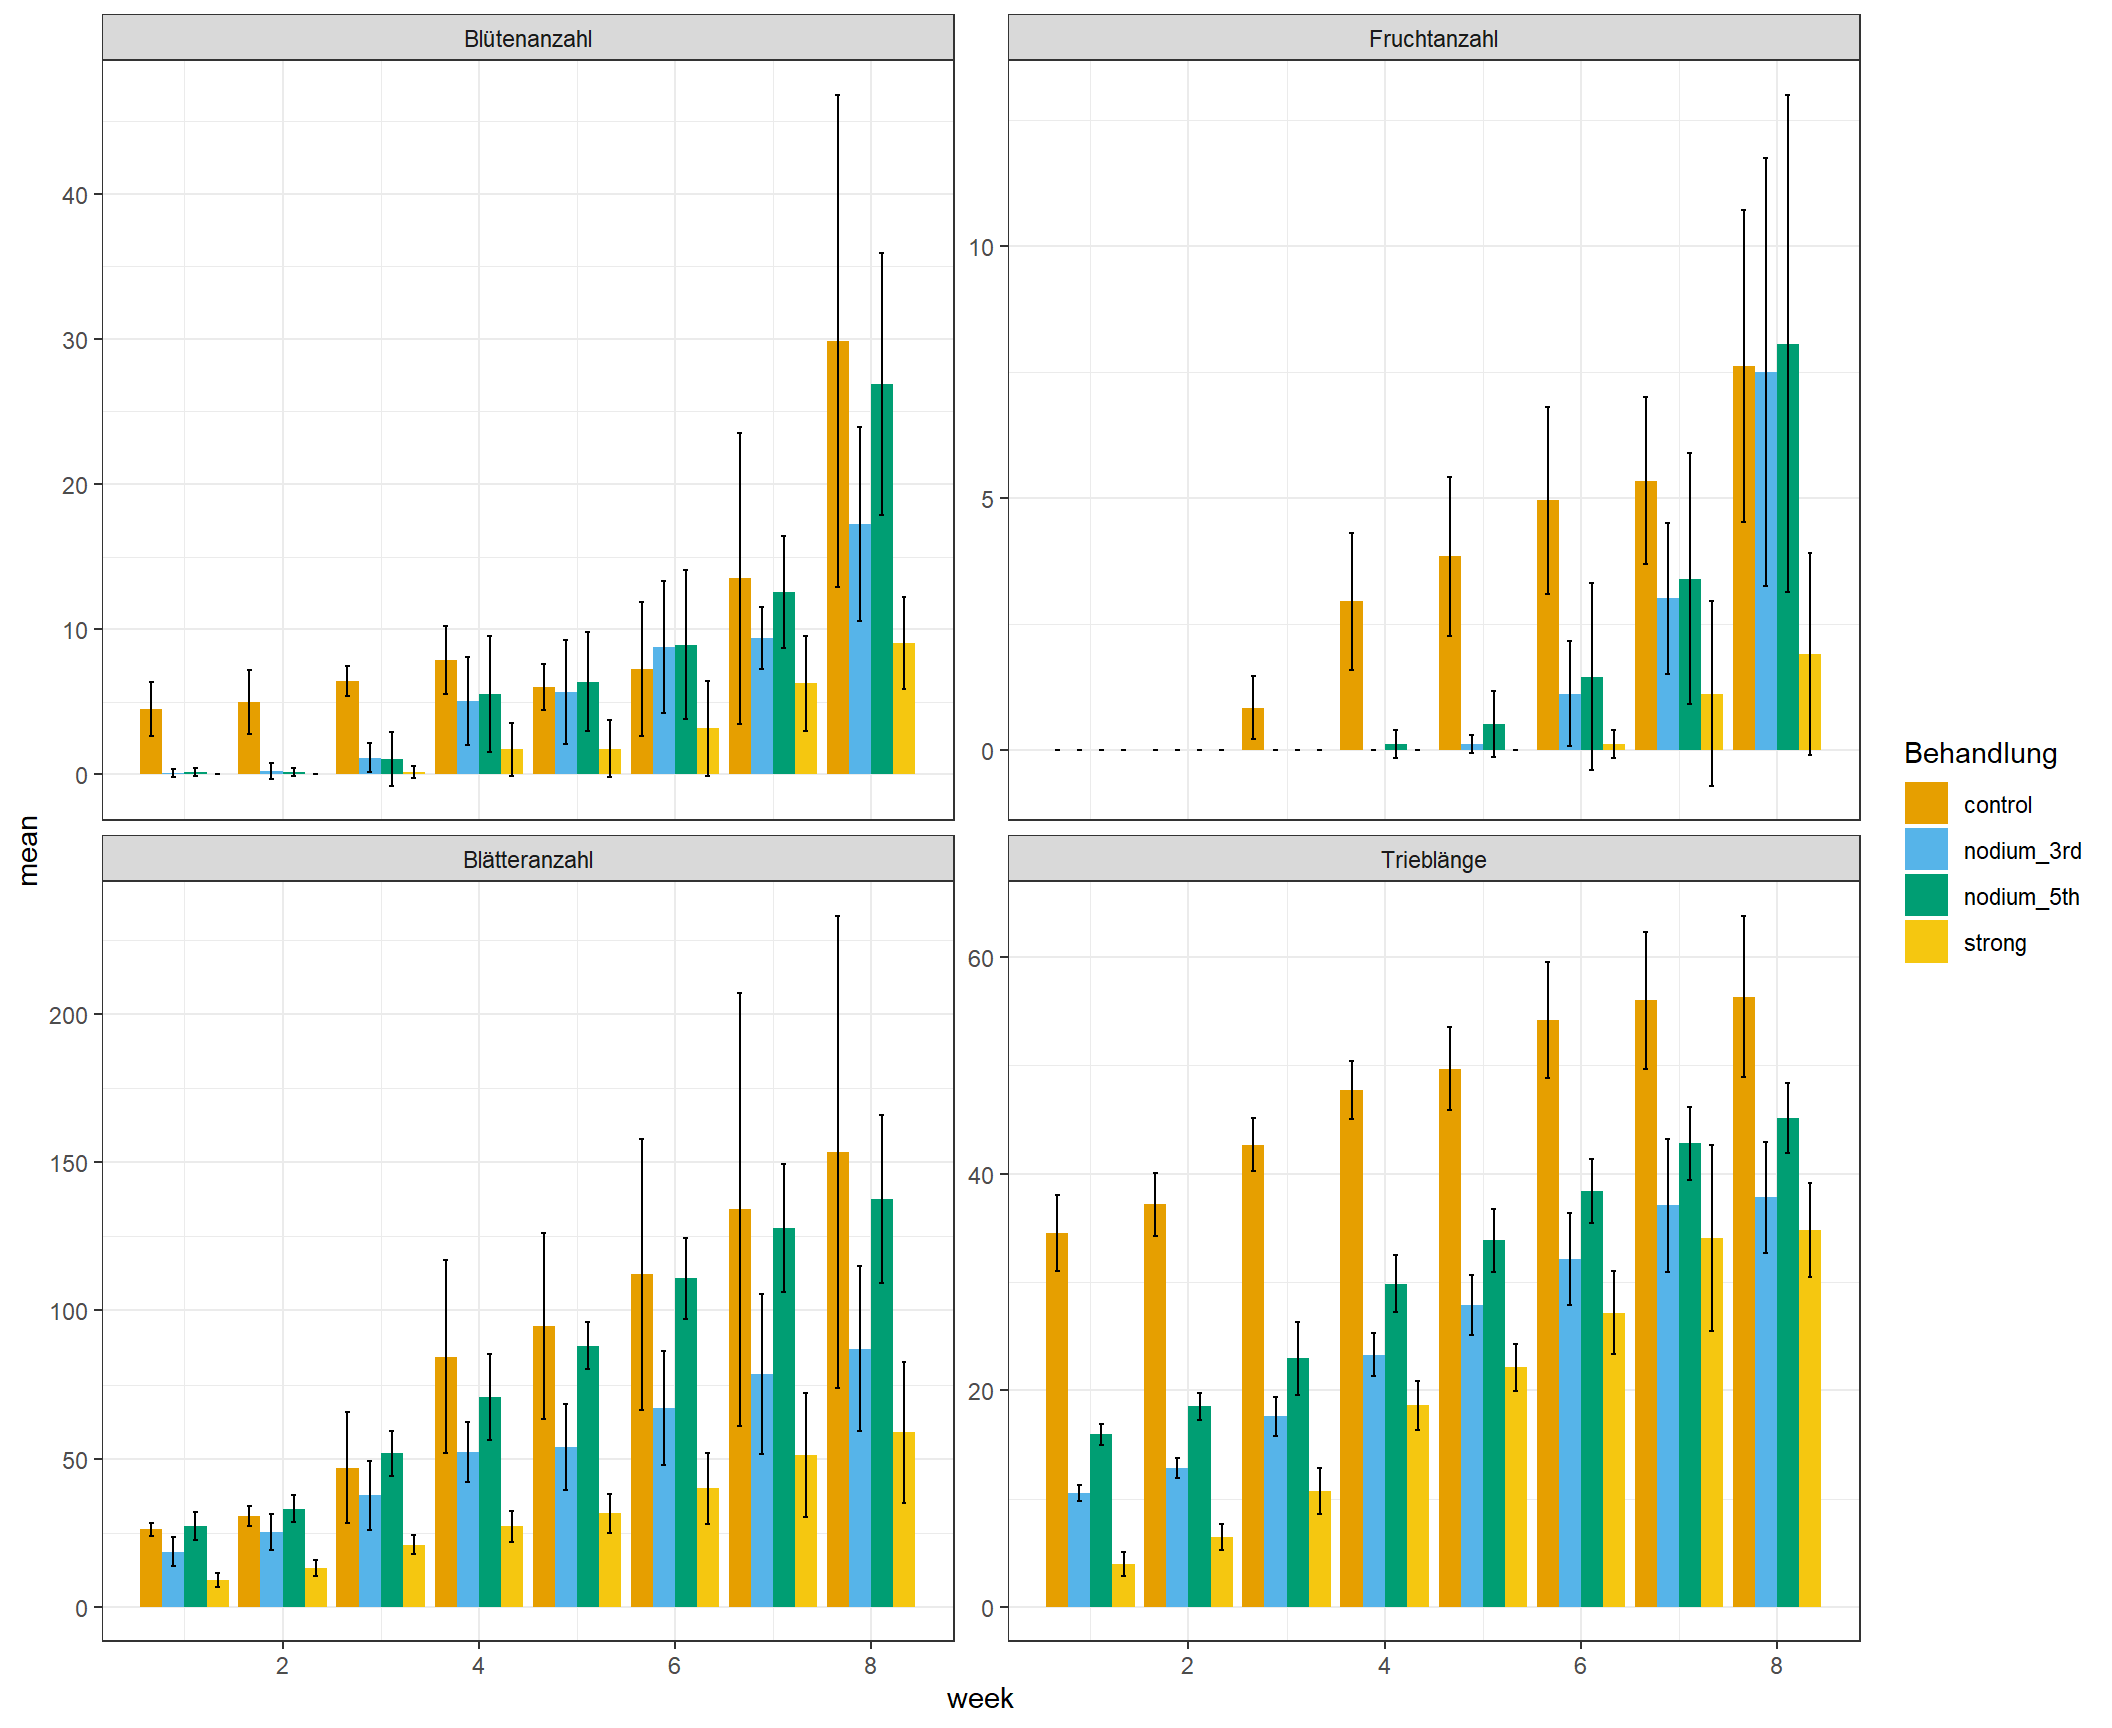 Blütenanzahl
Fruchtanzahl
40
30
20
10
0
10
5
0
mean
Blätteranzahl
Trieblänge
200
150
100
50
0
60
40
20
0
2 4 6 8
2 4 6 8
week
Behandlung
control
nodium_3rd
nodium_5th
strong